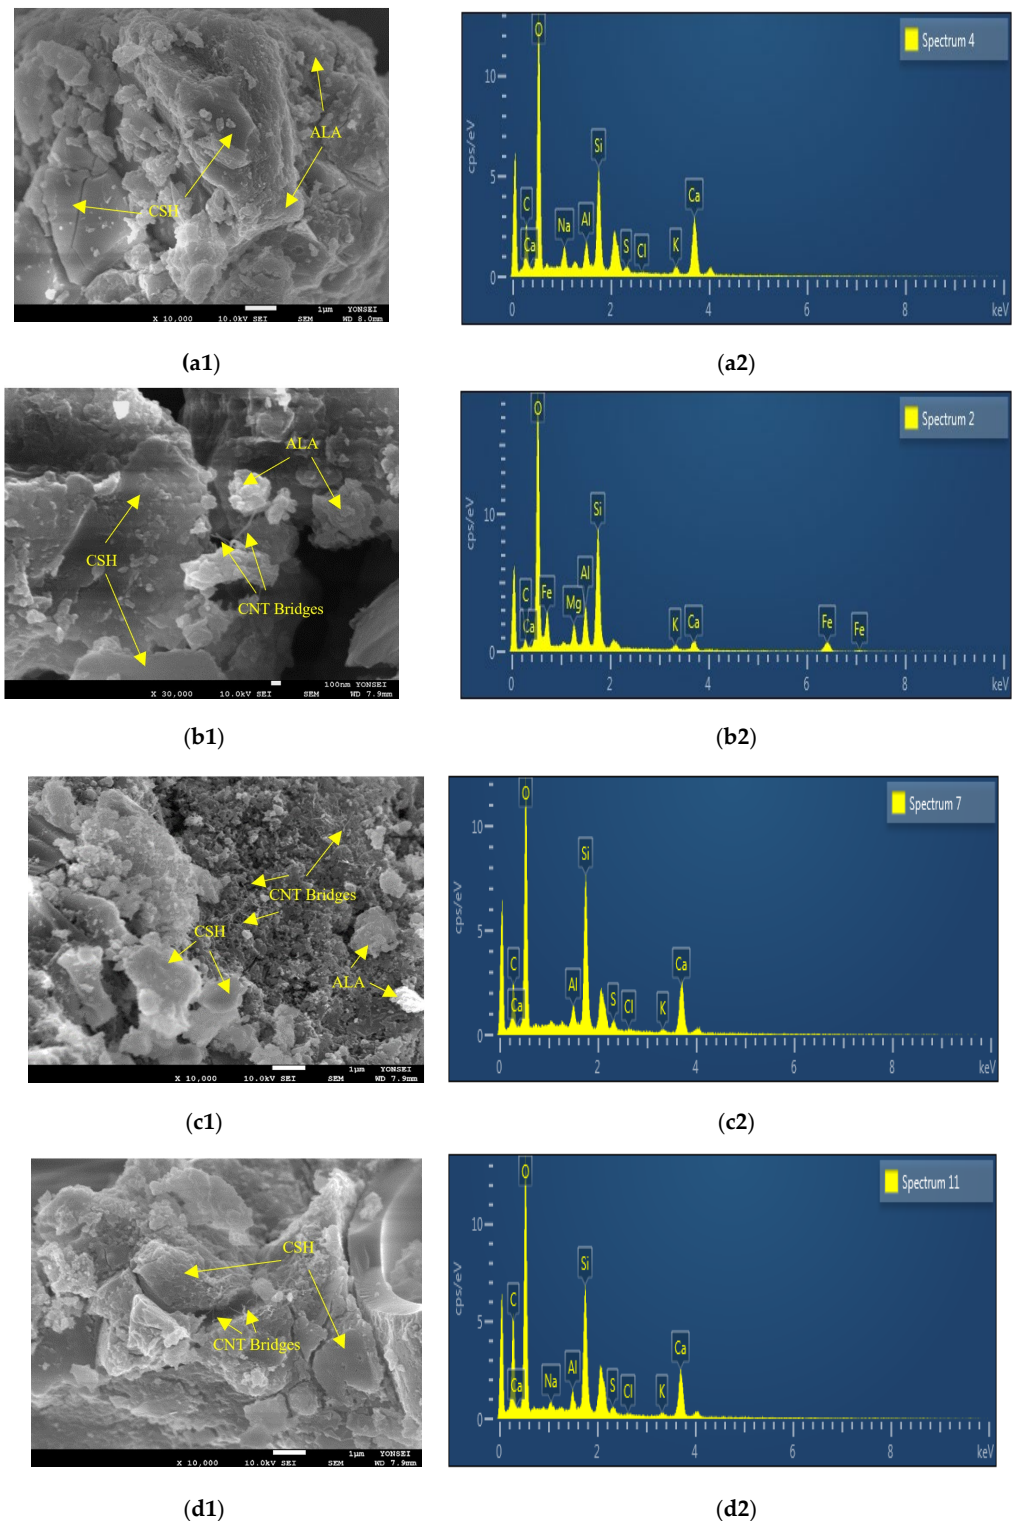 ALA
CSH
1µm YONSEI
X 10,000 10.0kV SEI SEM WD 8.0mm
(a1)
Spectrum 4
cps/eV
10
5
0
O
Si
C
Ca
Na
Al
S
Cl
K
Ca
0 2 4 6 8 keV
(a2)
ALA
CSH
CNT Bridges
100nm YONSEI
X 30,000 10.0kV SEI SEM WD 7.9mm
(b1)
Spectrum 2
cps/eV
10
0
O
Si
C
Ca
Fe
Mg
Al
K
Ca
Fe
Fe
0 2 4 6 8 keV
(b2)
CNT Bridges
CSH
ALA
1µm YONSEI
X 10,000 10.0kV SEI SEM WD 7.9mm
(c1)
Spectrum 7
cps/eV
10
5
0
O
Si
C
Ca
Al
S
Cl
K
Ca
0 2 4 6 8 keV
(c2)
CSH
CNT Bridges
1µm YONSEI
X 10,000 10.0kV SEI SEM WD 7.9mm
(d1)
Spectrum 11
cps/eV
10
5
0
O
Si
C
Ca
Na
Al
S
Cl
K
Ca
0 2 4 6 8 keV
(d2)